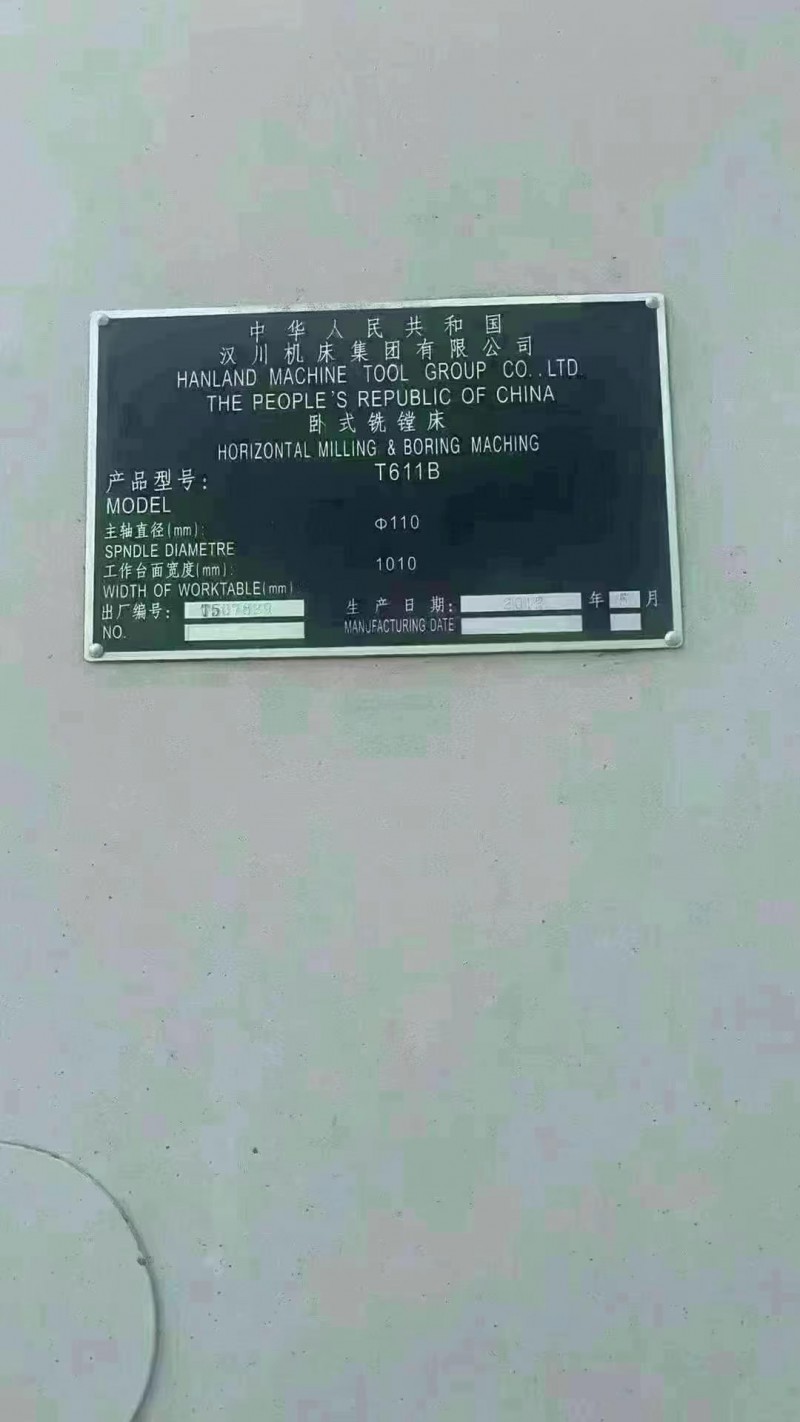 中华人民共和国
汉川机床集团有限公司
HANLAND MACHINE TOOL GROUP CO..LTD
THE PEOPLE'S REPUBLIC OF CHINA
卧式铣镗床
HORIZONTAL MILLING & BORING MACHING
产品型号: T611B
MODEL
主轴直径(mm): Φ110
SPNDLE DIAMETRE
工作台面宽度(mm): 1010
WIDTH OF WORKTABLE(mm)
出厂编号: 生产日期: 年 月
NO. MANUFACTURING DATE